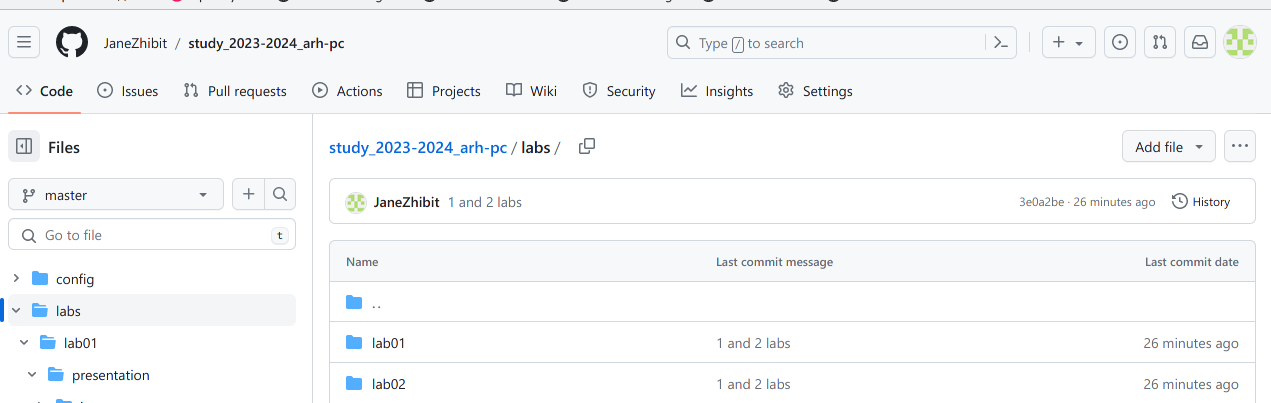 JaneZhibit / study_2023-2024_arh-pc
Type / to search
Code Issues Pull requests Actions Projects Wiki Security Insights Settings
Files
master
Go to file t
config
labs
lab01
presentation
study_2023-2024_arh-pc / labs /
Add file
JaneZhibit 1 and 2 labs 3e0a2be · 26 minutes ago History
Name Last commit message Last commit date
..
lab01 1 and 2 labs 26 minutes ago
lab02 1 and 2 labs 26 minutes ago